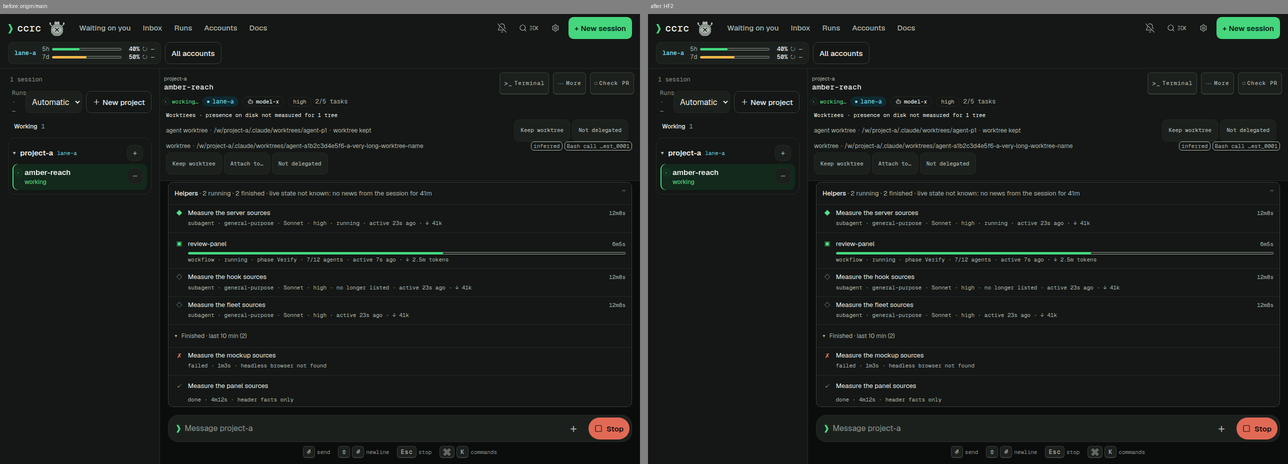 before origin/main
ccrc Waiting on you Inbox Runs Accounts Docs ⌘K + New session
lane-a 5h 40% –
7d 50% –
All accounts
1 session
Runs
Automatic + New project
Working 1
project-a lane-a +
amber-reach
working
project-a
amber-reach
>_ Terminal ··· More Check PR
working… lane-a model-x high 2/5 tasks
Worktrees · presence on disk not measured for 1 tree
agent worktree · /w/project-a/.claude/worktrees/agent-p1 · worktree kept
Keep worktree Not delegated
worktree · /w/project-a/.claude/worktrees/agent-a1b2c3d4e5f6-a-very-long-worktree-name
inferred Bash call …est_0001
Keep worktree Attach to… Not delegated
Helpers · 2 running · 2 finished · live state not known: no news from the session for 41m
Measure the server sources 12m8s
subagent · general-purpose · Sonnet · high · running · active 23s ago · ↓ 41k
review-panel 6m5s
workflow · running · phase Verify · 7/12 agents · active 7s ago · ↓ 2.5m tokens
Measure the hook sources 12m8s
subagent · general-purpose · Sonnet · high · no longer listed · active 23s ago · ↓ 41k
Measure the fleet sources 12m8s
subagent · general-purpose · Sonnet · high · active 23s ago · ↓ 41k
Finished · last 10 min (2)
Measure the mockup sources
failed · 1m3s · headless browser not found
Measure the panel sources
done · 4m12s · header facts only
Message project-a + Stop
send newline Esc stop ⌘ K commands
after HF2
ccrc Waiting on you Inbox Runs Accounts Docs ⌘K + New session
lane-a 5h 40% –
7d 50% –
All accounts
1 session
Runs
Automatic + New project
Working 1
project-a lane-a +
amber-reach
working
project-a
amber-reach
>_ Terminal ··· More Check PR
working… lane-a model-x high 2/5 tasks
Worktrees · presence on disk not measured for 1 tree
agent worktree · /w/project-a/.claude/worktrees/agent-p1 · worktree kept
Keep worktree Not delegated
worktree · /w/project-a/.claude/worktrees/agent-a1b2c3d4e5f6-a-very-long-worktree-name
inferred Bash call …est_0001
Keep worktree Attach to… Not delegated
Helpers · 2 running · 2 finished · live state not known: no news from the session for 41m
Measure the server sources 12m8s
subagent · general-purpose · Sonnet · high · running · active 23s ago · ↓ 41k
review-panel 6m5s
workflow · running · phase Verify · 7/12 agents · active 7s ago · ↓ 2.5m tokens
Measure the hook sources 12m8s
subagent · general-purpose · Sonnet · high · no longer listed · active 23s ago · ↓ 41k
Measure the fleet sources 12m8s
subagent · general-purpose · Sonnet · high · active 23s ago · ↓ 41k
Finished · last 10 min (2)
Measure the mockup sources
failed · 1m3s · headless browser not found
Measure the panel sources
done · 4m12s · header facts only
Message project-a + Stop
send newline Esc stop ⌘ K commands